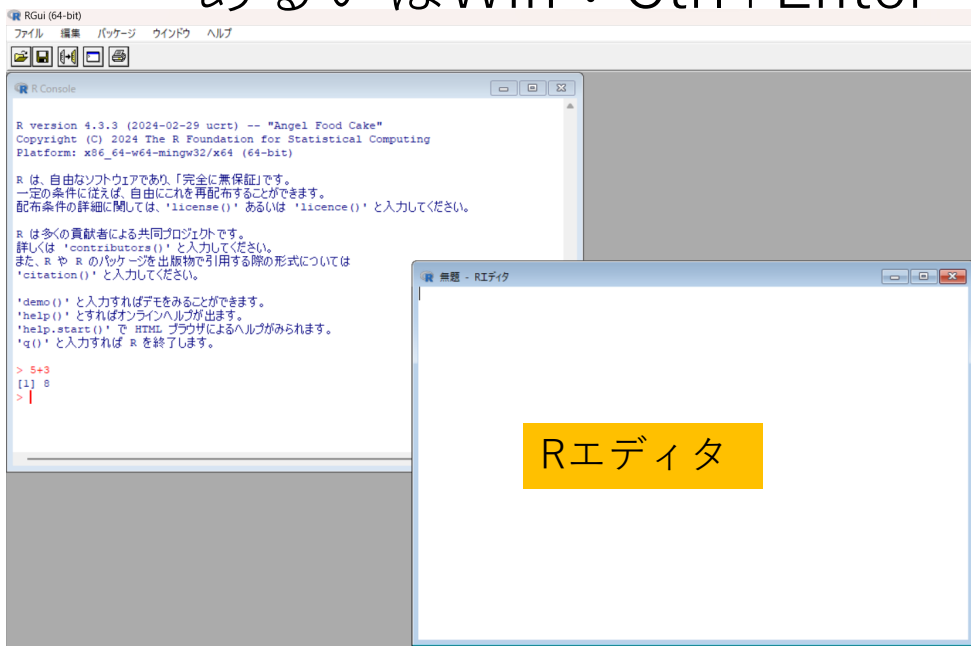 あるいはWin：Ctrl+Enter
RGui (64-bit)
ファイル 編集 パッケージ ウインドウ ヘルプ
R Console
R version 4.3.3 (2024-02-29 ucrt) -- "Angel Food Cake"
Copyright (C) 2024 The R Foundation for Statistical Computing
Platform: x86_64-w64-mingw32/x64 (64-bit)
R は、自由なソフトウェアであり、「完全に無保証」です。
一定の条件に従えば、自由にこれを再配布することができます。
配布条件の詳細に関しては、'license()' あるいは 'licence()' と入力してください。
R は多くの貢献者による共同プロジェクトです。
詳しくは 'contributors()' と入力してください。
また、R や R のパッケージを出版物で引用する際の形式については
'citation()' と入力してください。
'demo()' と入力すればデモをみることができます。
'help()' とすればオンラインヘルプが出ます。
'help.start()' で HTML ブラウザによるヘルプがみられます。
'q()' と入力すれば R を終了します。
> 5+3
[1] 8
>
無題 - Rエディタ
Rエディタ